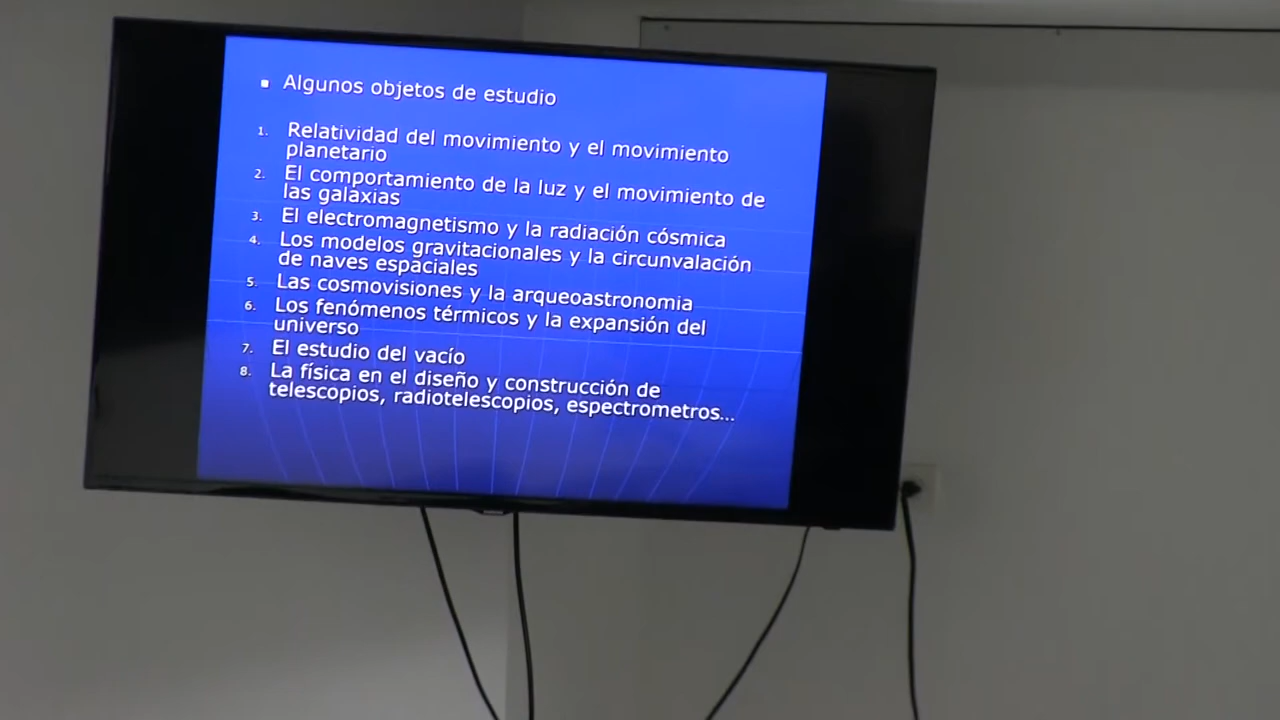 ▪ Algunos objetos de estudio
1. Relatividad del movimiento y el movimiento
planetario
2. El comportamiento de la luz y el movimiento de
las galaxias
3. El electromagnetismo y la radiación cósmica
4. Los modelos gravitacionales y la circunvalación
de naves espaciales
5. Las cosmovisiones y la arqueoastronomia
6. Los fenómenos térmicos y la expansión del
universo
7. El estudio del vacío
8. La física en el diseño y construcción de
telescopios, radiotelescopios, espectrometros...